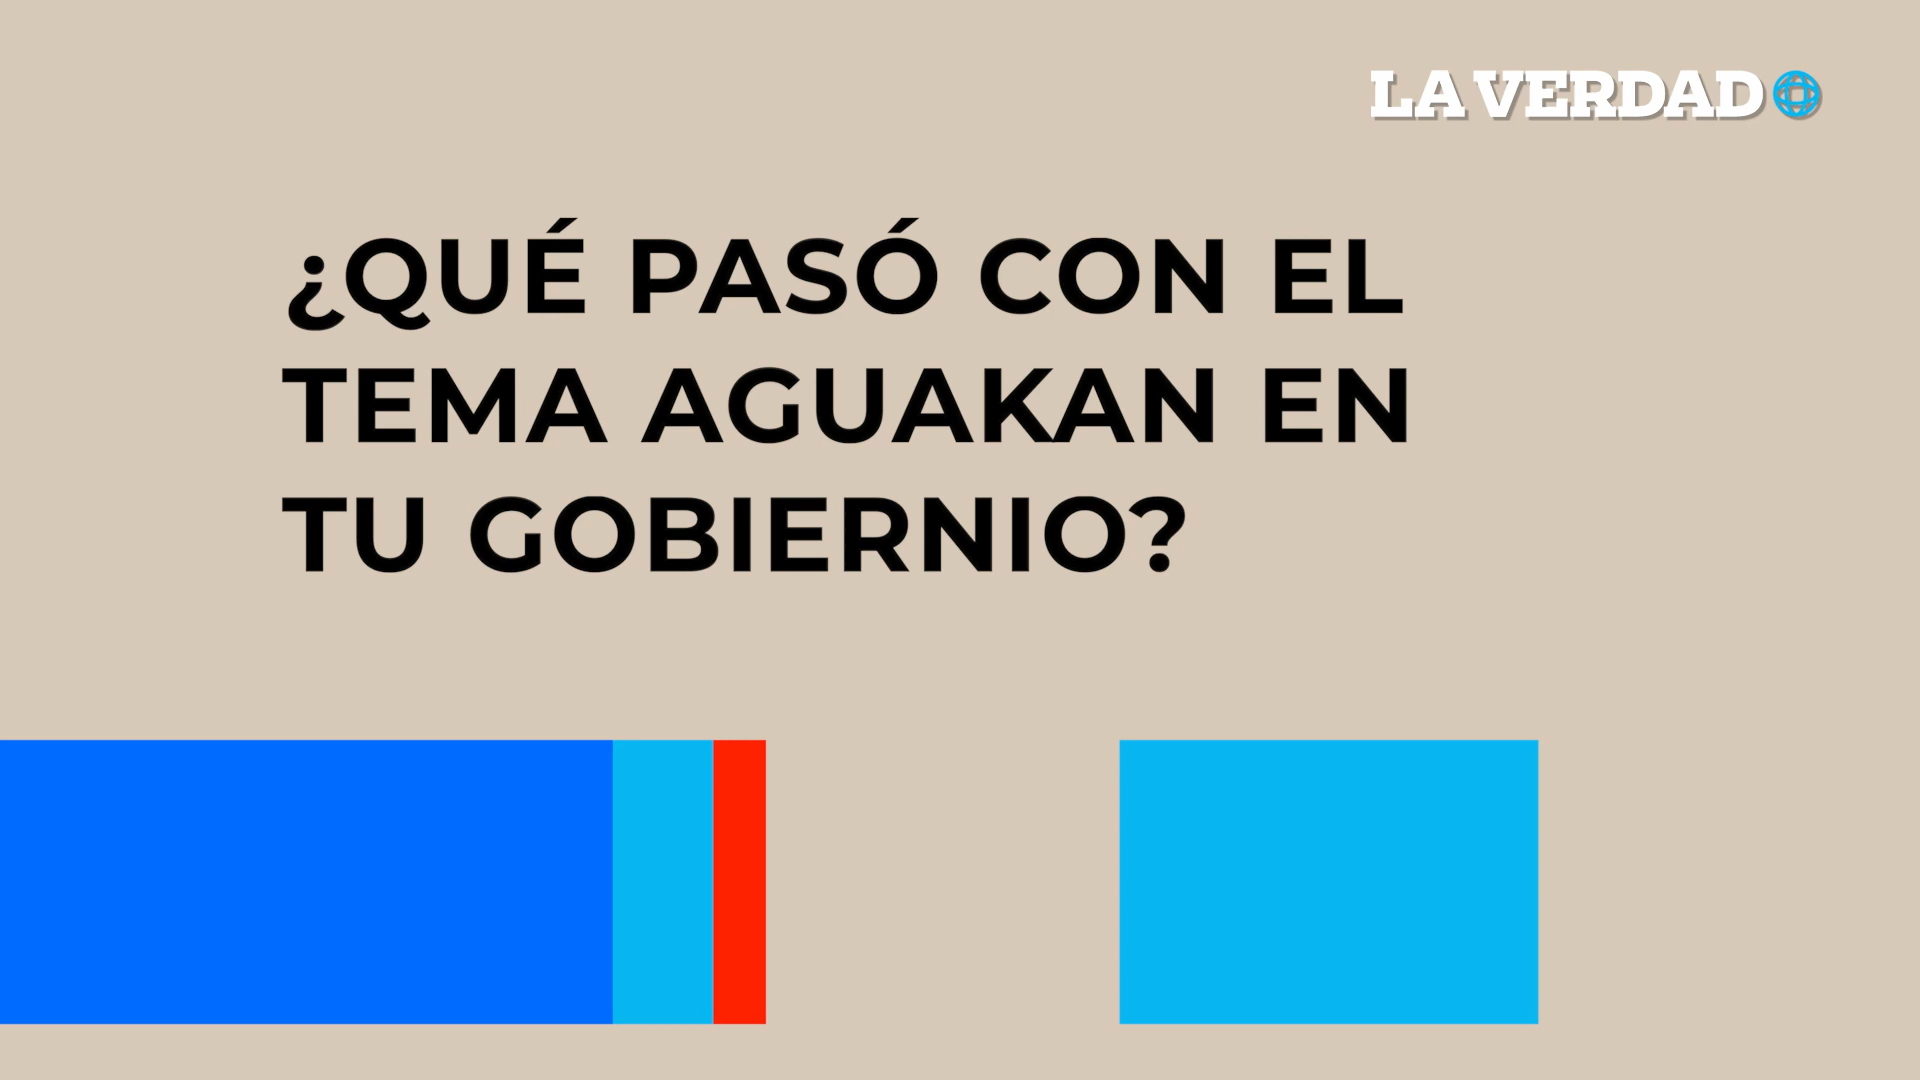 LA VERDAD
¿QUÉ PASÓ CON EL
TEMA AGUAKAN EN
TU GOBIERNIO?